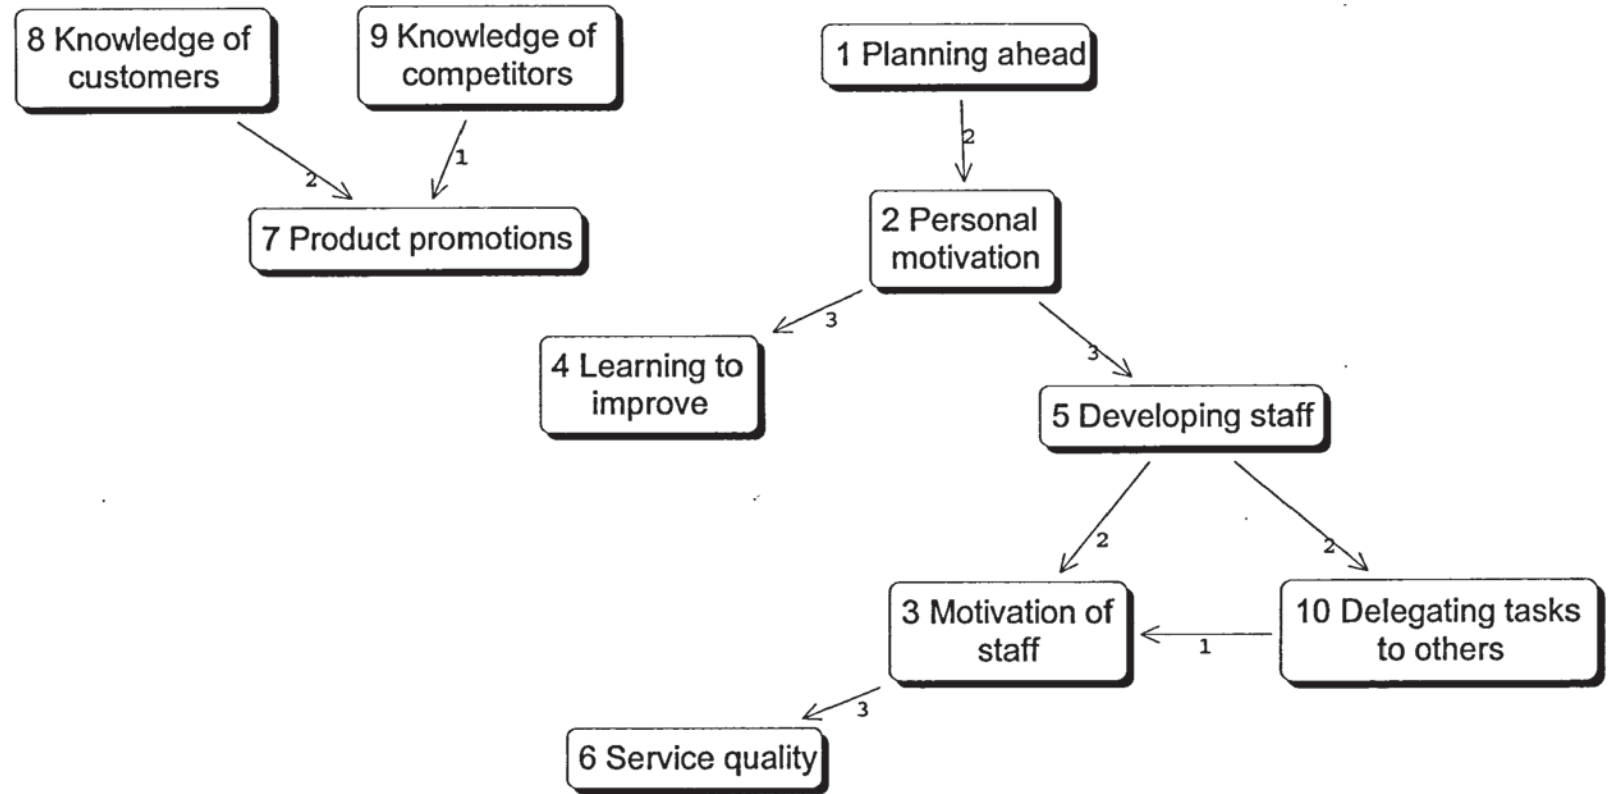 8 Knowledge of
customers
9 Knowledge of
competitors
1 Planning ahead
2
1
2
7 Product promotions
2 Personal
motivation
3
3
4 Learning to
improve
5 Developing staff
2
2
3 Motivation of
staff
1
10 Delegating tasks
to others
3
6 Service quality